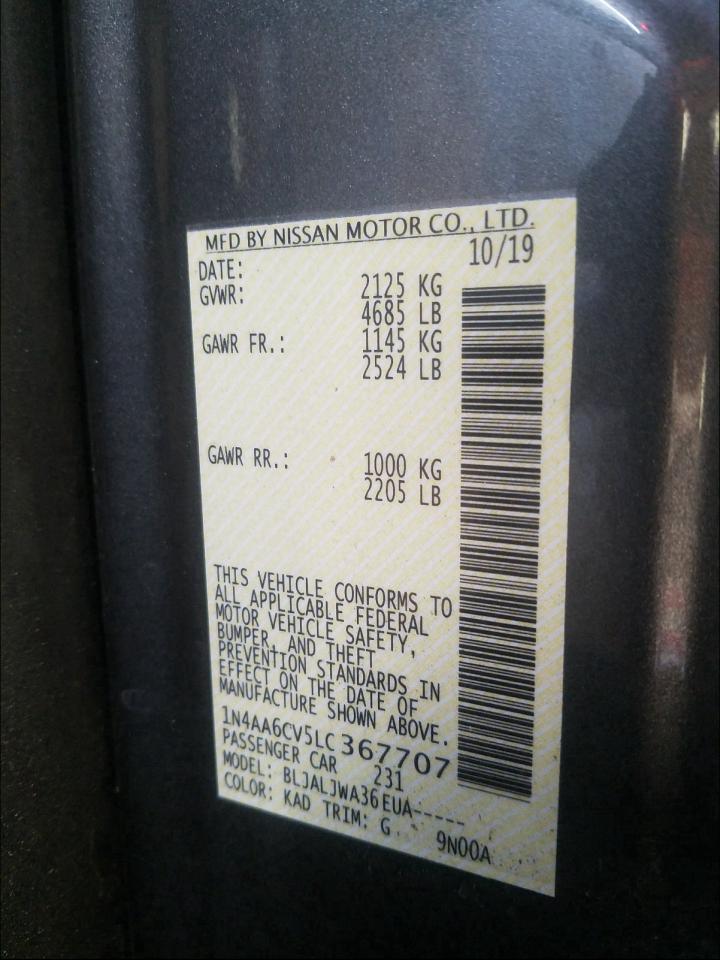 MFD BY NISSAN MOTOR CO., LTD.
DATE: 10/19
GVWR: 2125 KG
4685 LB
GAWR FR.: 1145 KG
2524 LB
GAWR RR.: 1000 KG
2205 LB
THIS VEHICLE CONFORMS TO
ALL APPLICABLE FEDERAL
MOTOR VEHICLE SAFETY,
BUMPER, AND THEFT
PREVENTION STANDARDS IN
EFFECT ON THE DATE OF
MANUFACTURE SHOWN ABOVE.
1N4AA6CV5LC367707
PASSENGER CAR 231
MODEL: BLJALJWA36EUA-----
COLOR: KAD TRIM: G 9N00A